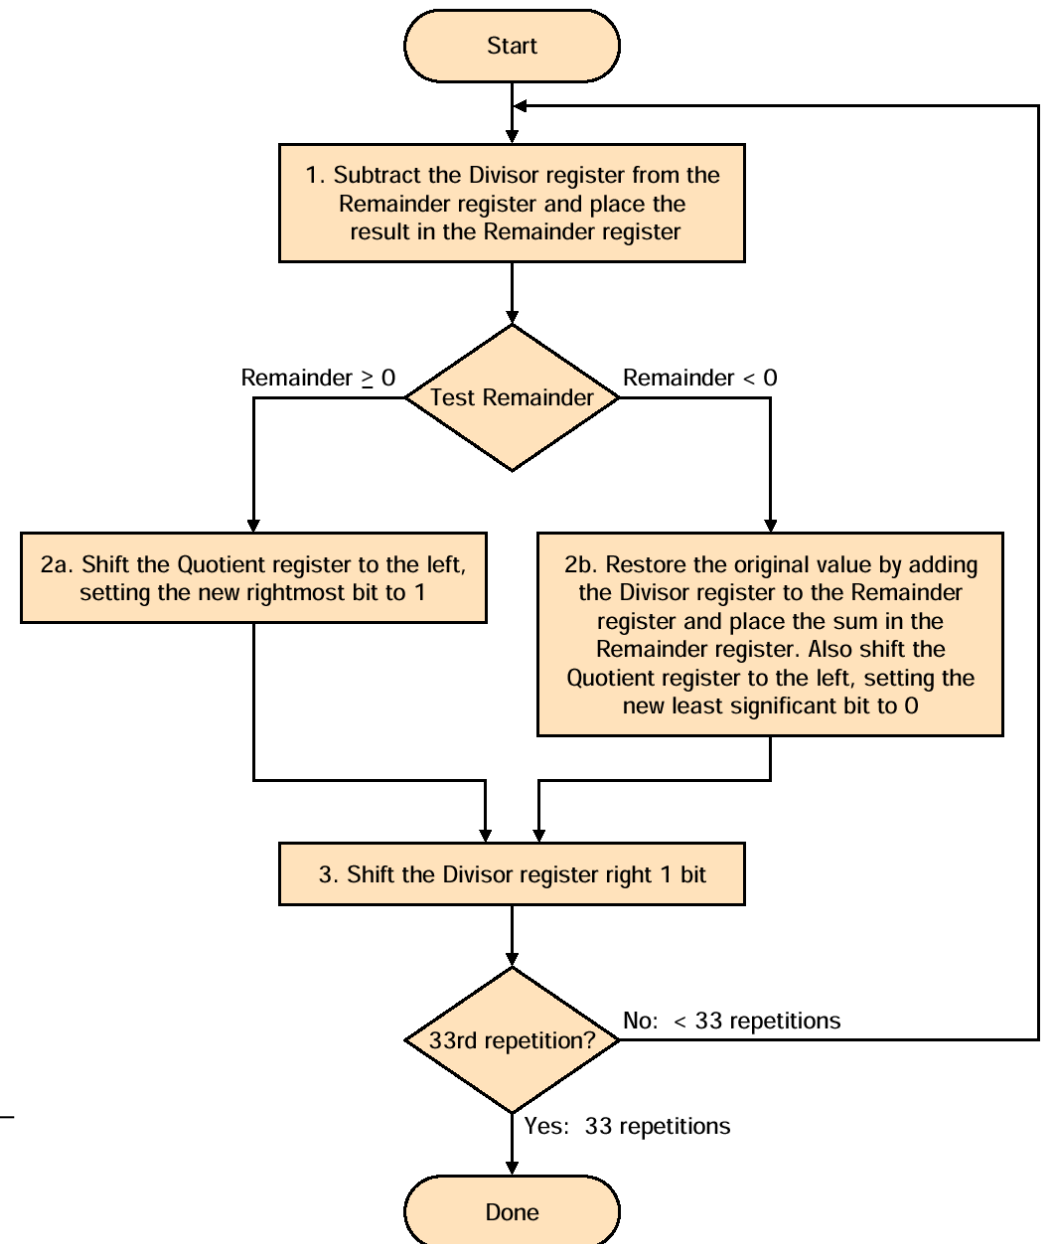 Start
1. Subtract the Divisor register from the
Remainder register and place the
result in the Remainder register
Remainder ≥ 0
Test Remainder
Remainder < 0
2a. Shift the Quotient register to the left,
setting the new rightmost bit to 1
2b. Restore the original value by adding
the Divisor register to the Remainder
register and place the sum in the
Remainder register. Also shift the
Quotient register to the left, setting the
new least significant bit to 0
3. Shift the Divisor register right 1 bit
33rd repetition?
No: < 33 repetitions
Yes: 33 repetitions
Done